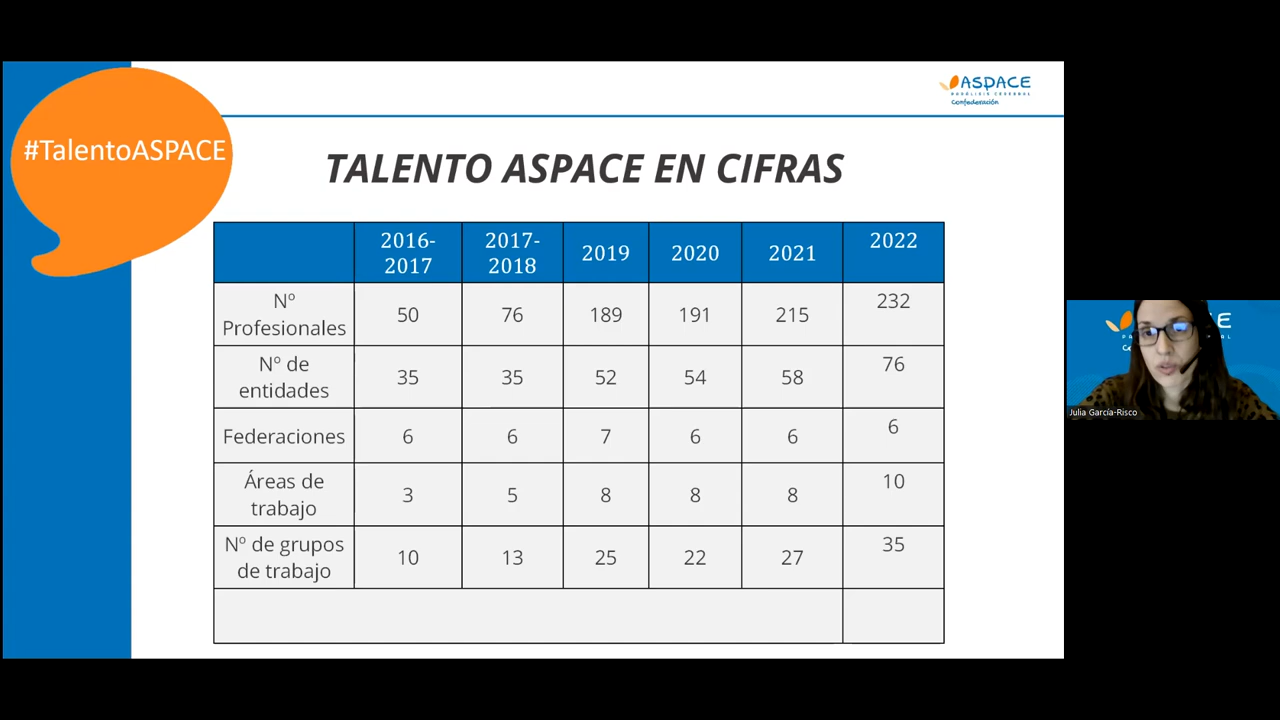 #TalentoASPACE
ASPACE
PARÁLISIS CEREBRAL
Confederación
TALENTO ASPACE EN CIFRAS
2016-2017 2017-2018 2019 2020 2021 2022
Nº Profesionales 50 76 189 191 215 232
Nº de entidades 35 35 52 54 58 76
Federaciones 6 6 7 6 6 6
Áreas de trabajo 3 5 8 8 8 10
Nº de grupos de trabajo 10 13 25 22 27 35
Julia García-Risco